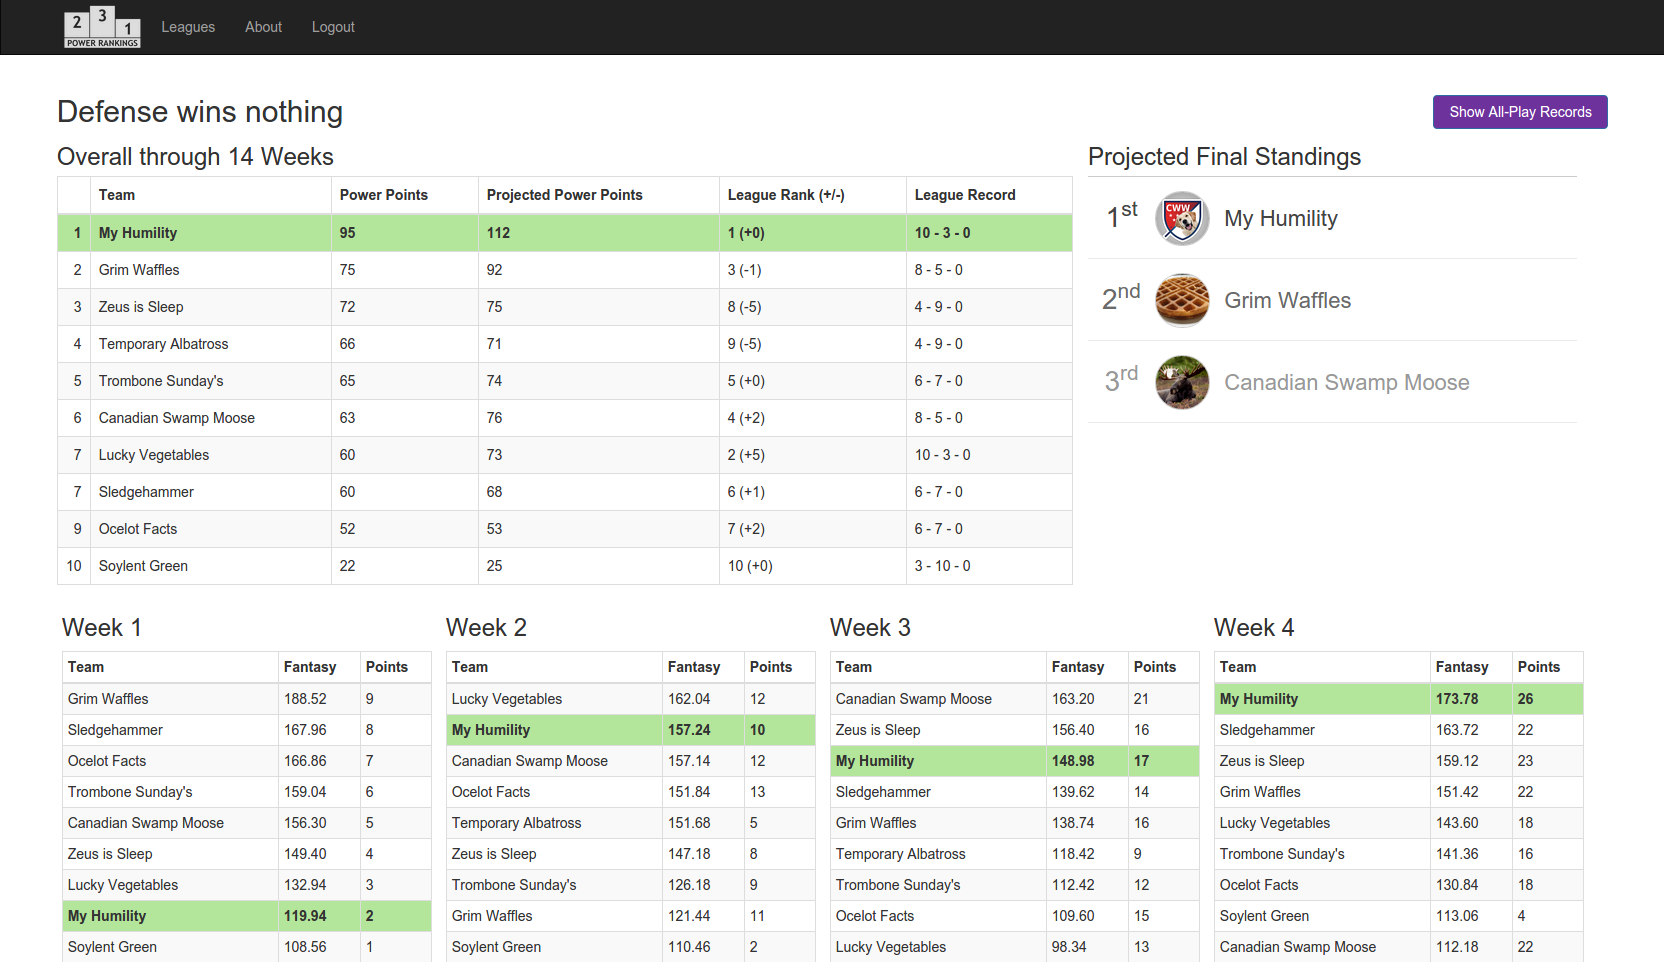 2 3 1
POWER RANKINGS
Leagues About Logout
Defense wins nothing
Show All-Play Records
Overall through 14 Weeks
Team Power Points Projected Power Points League Rank (+/-) League Record
1 My Humility 95 112 1 (+0) 10 - 3 - 0
2 Grim Waffles 75 92 3 (-1) 8 - 5 - 0
3 Zeus is Sleep 72 75 8 (-5) 4 - 9 - 0
4 Temporary Albatross 66 71 9 (-5) 4 - 9 - 0
5 Trombone Sunday's 65 74 5 (+0) 6 - 7 - 0
6 Canadian Swamp Moose 63 76 4 (+2) 8 - 5 - 0
7 Lucky Vegetables 60 73 2 (+5) 10 - 3 - 0
7 Sledgehammer 60 68 6 (+1) 6 - 7 - 0
9 Ocelot Facts 52 53 7 (+2) 6 - 7 - 0
10 Soylent Green 22 25 10 (+0) 3 - 10 - 0
Projected Final Standings
1st CWW My Humility
2nd Grim Waffles
3rd Canadian Swamp Moose
Week 1
Team Fantasy Points
Grim Waffles 188.52 9
Sledgehammer 167.96 8
Ocelot Facts 166.86 7
Trombone Sunday's 159.04 6
Canadian Swamp Moose 156.30 5
Zeus is Sleep 149.40 4
Lucky Vegetables 132.94 3
My Humility 119.94 2
Soylent Green 108.56 1
Week 2
Team Fantasy Points
Lucky Vegetables 162.04 12
My Humility 157.24 10
Canadian Swamp Moose 157.14 12
Ocelot Facts 151.84 13
Temporary Albatross 151.68 5
Zeus is Sleep 147.18 8
Trombone Sunday's 126.18 9
Grim Waffles 121.44 11
Soylent Green 110.46 2
Week 3
Team Fantasy Points
Canadian Swamp Moose 163.20 21
Zeus is Sleep 156.40 16
My Humility 148.98 17
Sledgehammer 139.62 14
Grim Waffles 138.74 16
Temporary Albatross 118.42 9
Trombone Sunday's 112.42 12
Ocelot Facts 109.60 15
Lucky Vegetables 98.34 13
Week 4
Team Fantasy Points
My Humility 173.78 26
Sledgehammer 163.72 22
Zeus is Sleep 159.12 23
Grim Waffles 151.42 22
Lucky Vegetables 143.60 18
Trombone Sunday's 141.36 16
Ocelot Facts 130.84 18
Soylent Green 113.06 4
Canadian Swamp Moose 112.18 22